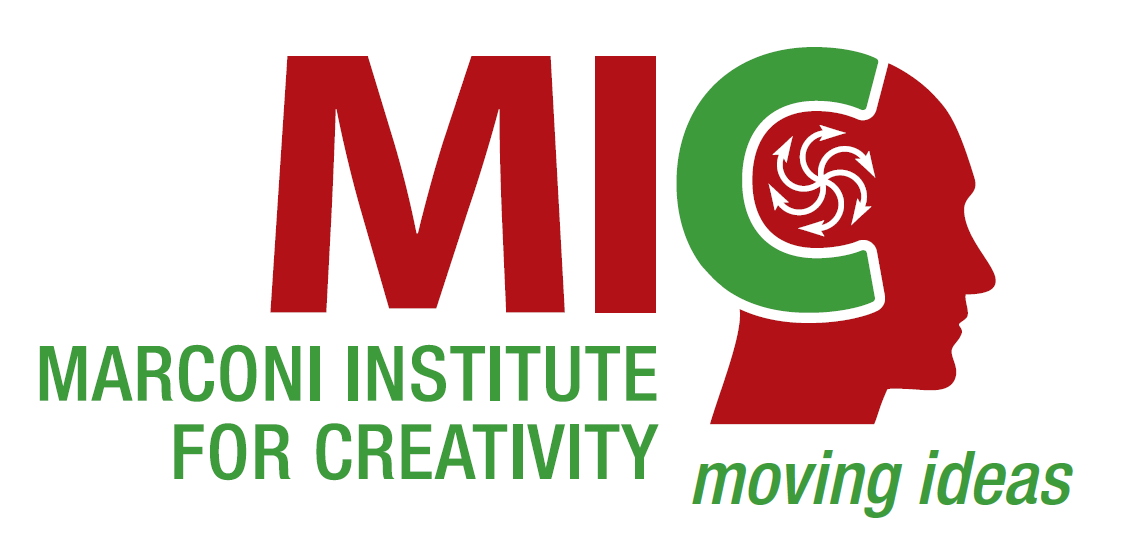 MIC
MARCONI INSTITUTE
FOR CREATIVITY
moving ideas